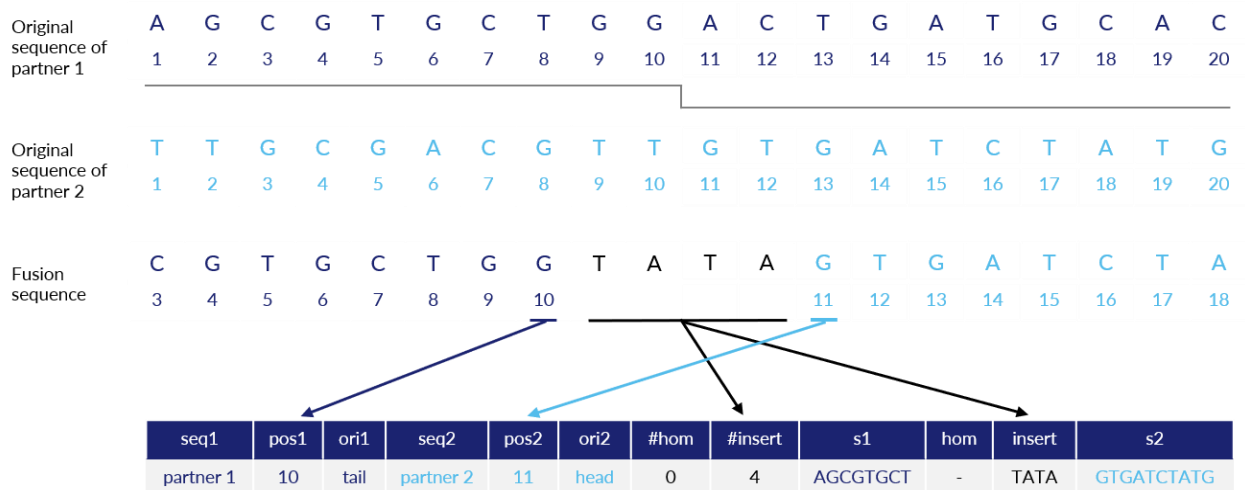 Original sequence of partner 1
A G C G T G C T G G A C T G A T G C A C
1 2 3 4 5 6 7 8 9 10 11 12 13 14 15 16 17 18 19 20
Original sequence of partner 2
T T G C G A C G T T G T G A T C T A T G
1 2 3 4 5 6 7 8 9 10 11 12 13 14 15 16 17 18 19 20
Fusion sequence
C G T G C T G G T A T A G T G A T C T A
3 4 5 6 7 8 9 10 11 12 13 14 15 16 17 18
seq1 pos1 ori1 seq2 pos2 ori2 #hom #insert s1 hom insert s2
partner 1 10 tail partner 2 11 head 0 4 AGCGTGCT - TATA GTGATCTATG